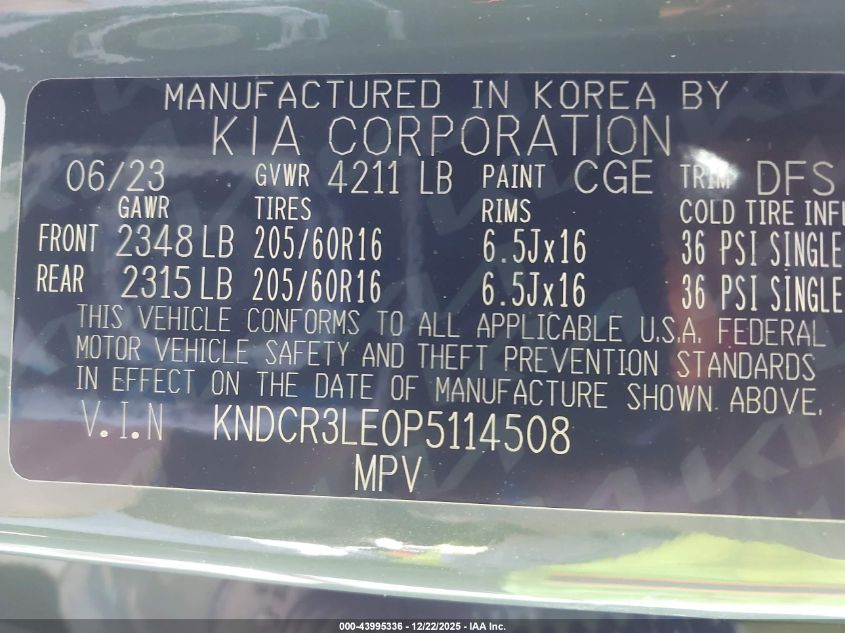 MANUFACTURED IN KOREA BY
KIA CORPORATION
06/23 GVWR 4211 LB PAINT CGE TRIM DFS
GAWR TIRES RIMS COLD TIRE INFL
FRONT 2348 LB 205/60R16 6.5Jx16 36 PSI SINGLE
REAR 2315 LB 205/60R16 6.5Jx16 36 PSI SINGLE
THIS VEHICLE CONFORMS TO ALL APPLICABLE U.S.A. FEDERAL
MOTOR VEHICLE SAFETY AND THEFT PREVENTION STANDARDS
IN EFFECT ON THE DATE OF MANUFACTURE SHOWN ABOVE.
V.I.N KNDCR3LE0P5114508
MPV
000-43995336 - 12/22/2025 - IAA Inc.